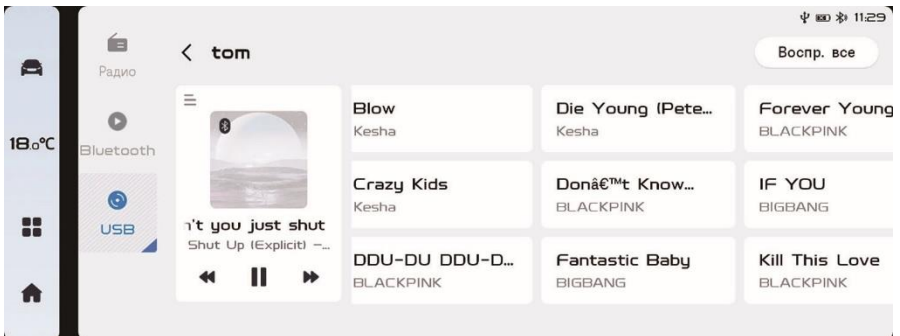 11:29
18.0°C
Радио
Bluetooth
USB
tom
Воспр. все
n't you just shut
Shut Up (Explicit) –...
Blow
Kesha
Die Young (Pete...
Kesha
Forever Young
BLACKPINK
Crazy Kids
Kesha
Donâ€™t Know...
BLACKPINK
IF YOU
BIGBANG
DDU-DU DDU-D...
BLACKPINK
Fantastic Baby
BIGBANG
Kill This Love
BLACKPINK